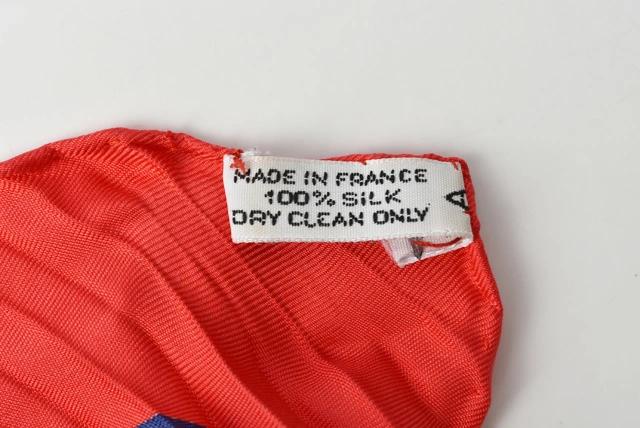 MADE IN FRANCE
100% SILK
DRY CLEAN ONLY
A